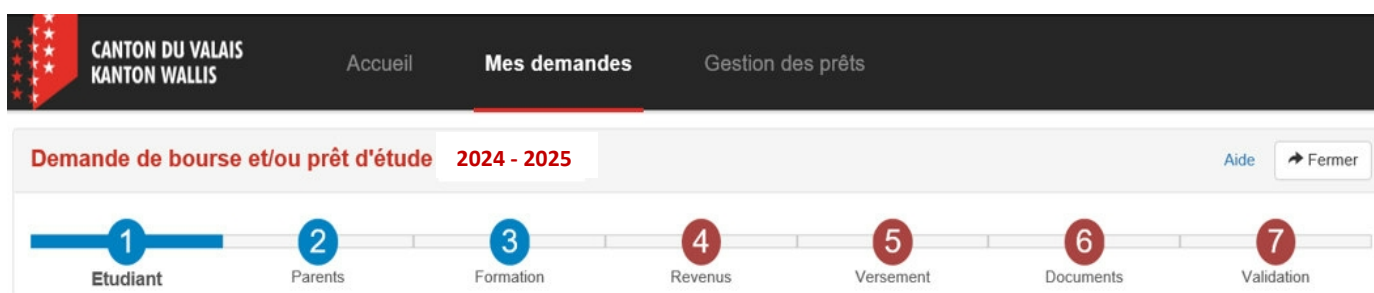 CANTON DU VALAIS
KANTON WALLIS
Accueil
Mes demandes
Gestion des prêts
Demande de bourse et/ou prêt d'étude 2024 - 2025
Aide
Fermer
1
2
3
4
5
6
7
Etudiant
Parents
Formation
Revenus
Versement
Documents
Validation